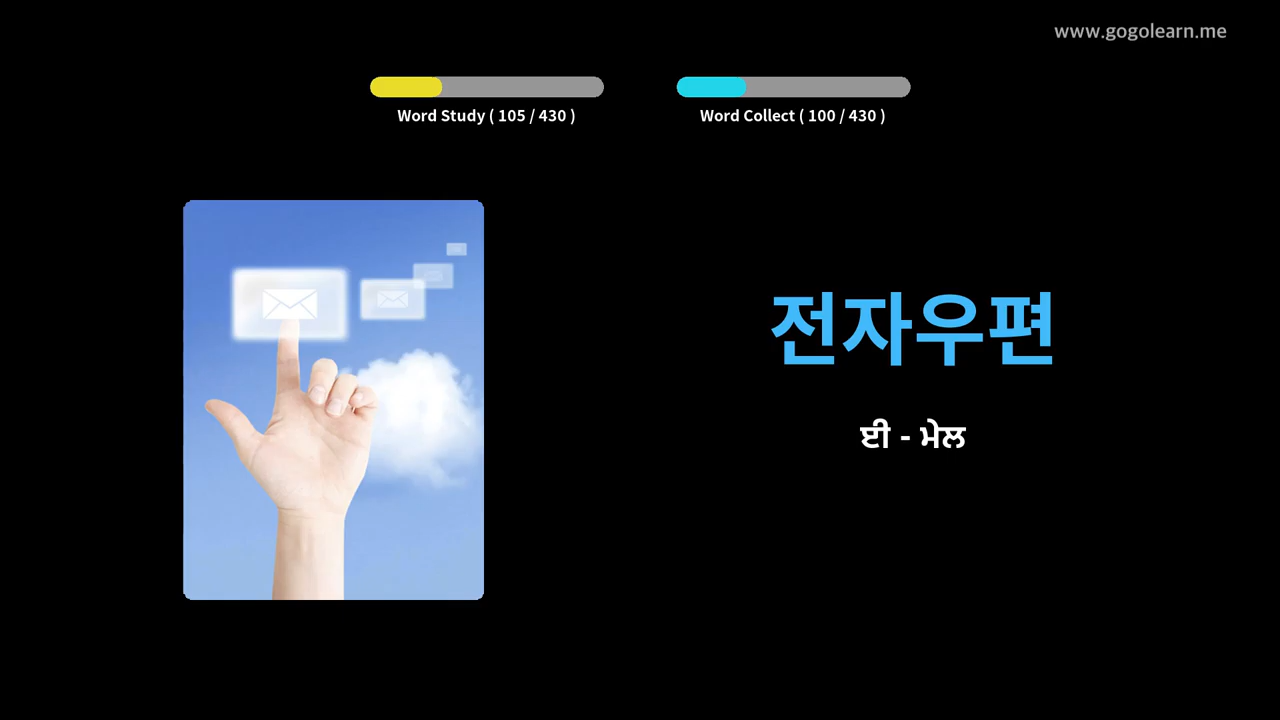 www.gogolearn.me
Word Study ( 105 / 430 )
Word Collect ( 100 / 430 )
전자우편
ਈ - ਮੇਲ